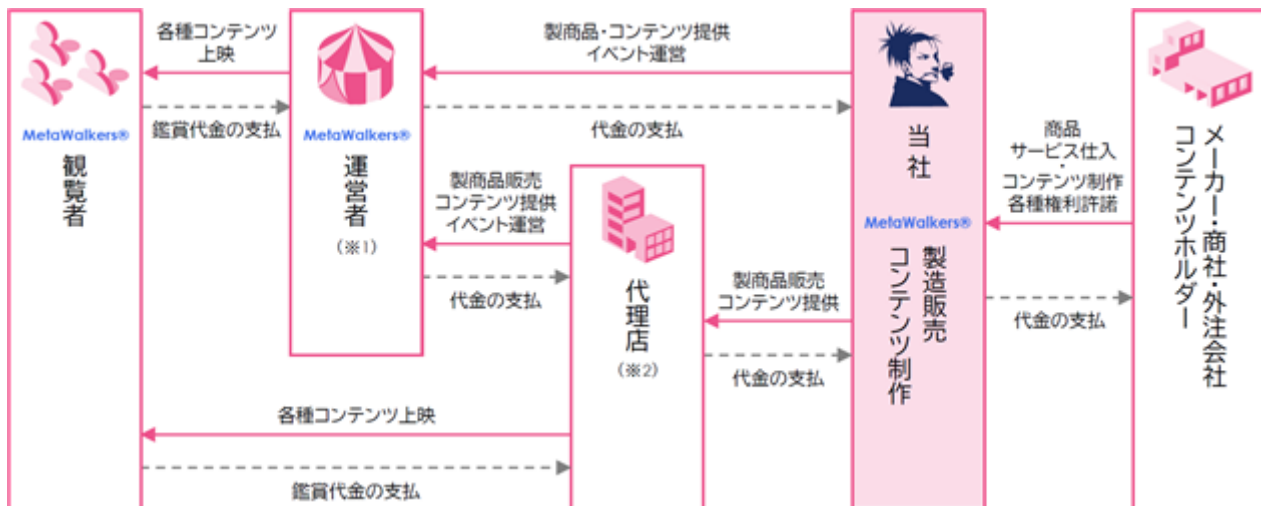 各種コンテンツ
上映
鑑賞代金の支払
MetaWalkers®
観覧者
MetaWalkers®
運営者
(※1)
製商品・コンテンツ提供
イベント運営
代金の支払
製商品販売
コンテンツ提供
イベント運営
代金の支払
代理店
(※2)
製商品販売
コンテンツ提供
代金の支払
各種コンテンツ上映
鑑賞代金の支払
当社
MetaWalkers®
製造販売
コンテンツ制作
商品
サービス仕入
・
コンテンツ制作
各種権利許諾
代金の支払
メーカー・商社・外注会社
コンテンツホルダー